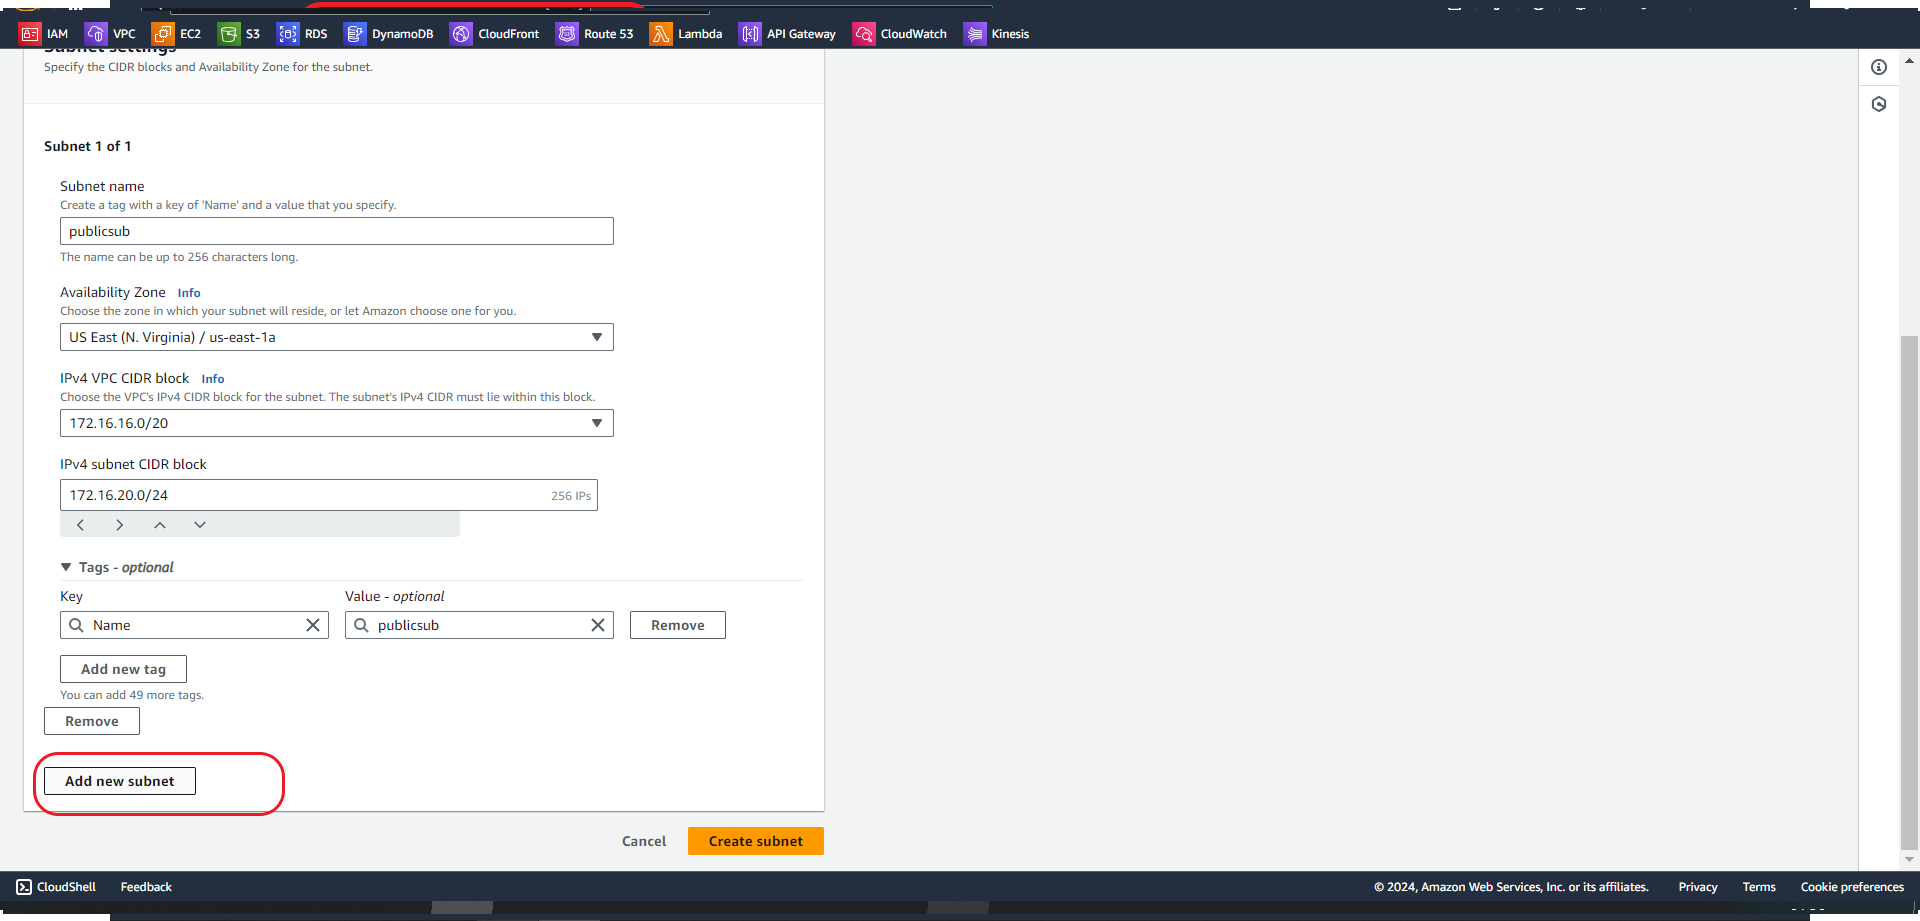 IAM VPC EC2 S3 RDS DynamoDB CloudFront Route 53 Lambda API Gateway CloudWatch Kinesis
Subnet settings
Specify the CIDR blocks and Availability Zone for the subnet.
Subnet 1 of 1
Subnet name
Create a tag with a key of 'Name' and a value that you specify.
publicsub
The name can be up to 256 characters long.
Availability Zone Info
Choose the zone in which your subnet will reside, or let Amazon choose one for you.
US East (N. Virginia) / us-east-1a
IPv4 VPC CIDR block Info
Choose the VPC's IPv4 CIDR block for the subnet. The subnet's IPv4 CIDR must lie within this block.
172.16.16.0/20
IPv4 subnet CIDR block
172.16.20.0/24 256 IPs
Tags - optional
Key Value - optional
Name publicsub Remove
Add new tag
You can add 49 more tags.
Remove
Add new subnet
Cancel Create subnet
CloudShell Feedback © 2024, Amazon Web Services, Inc. or its affiliates. Privacy Terms Cookie preferences